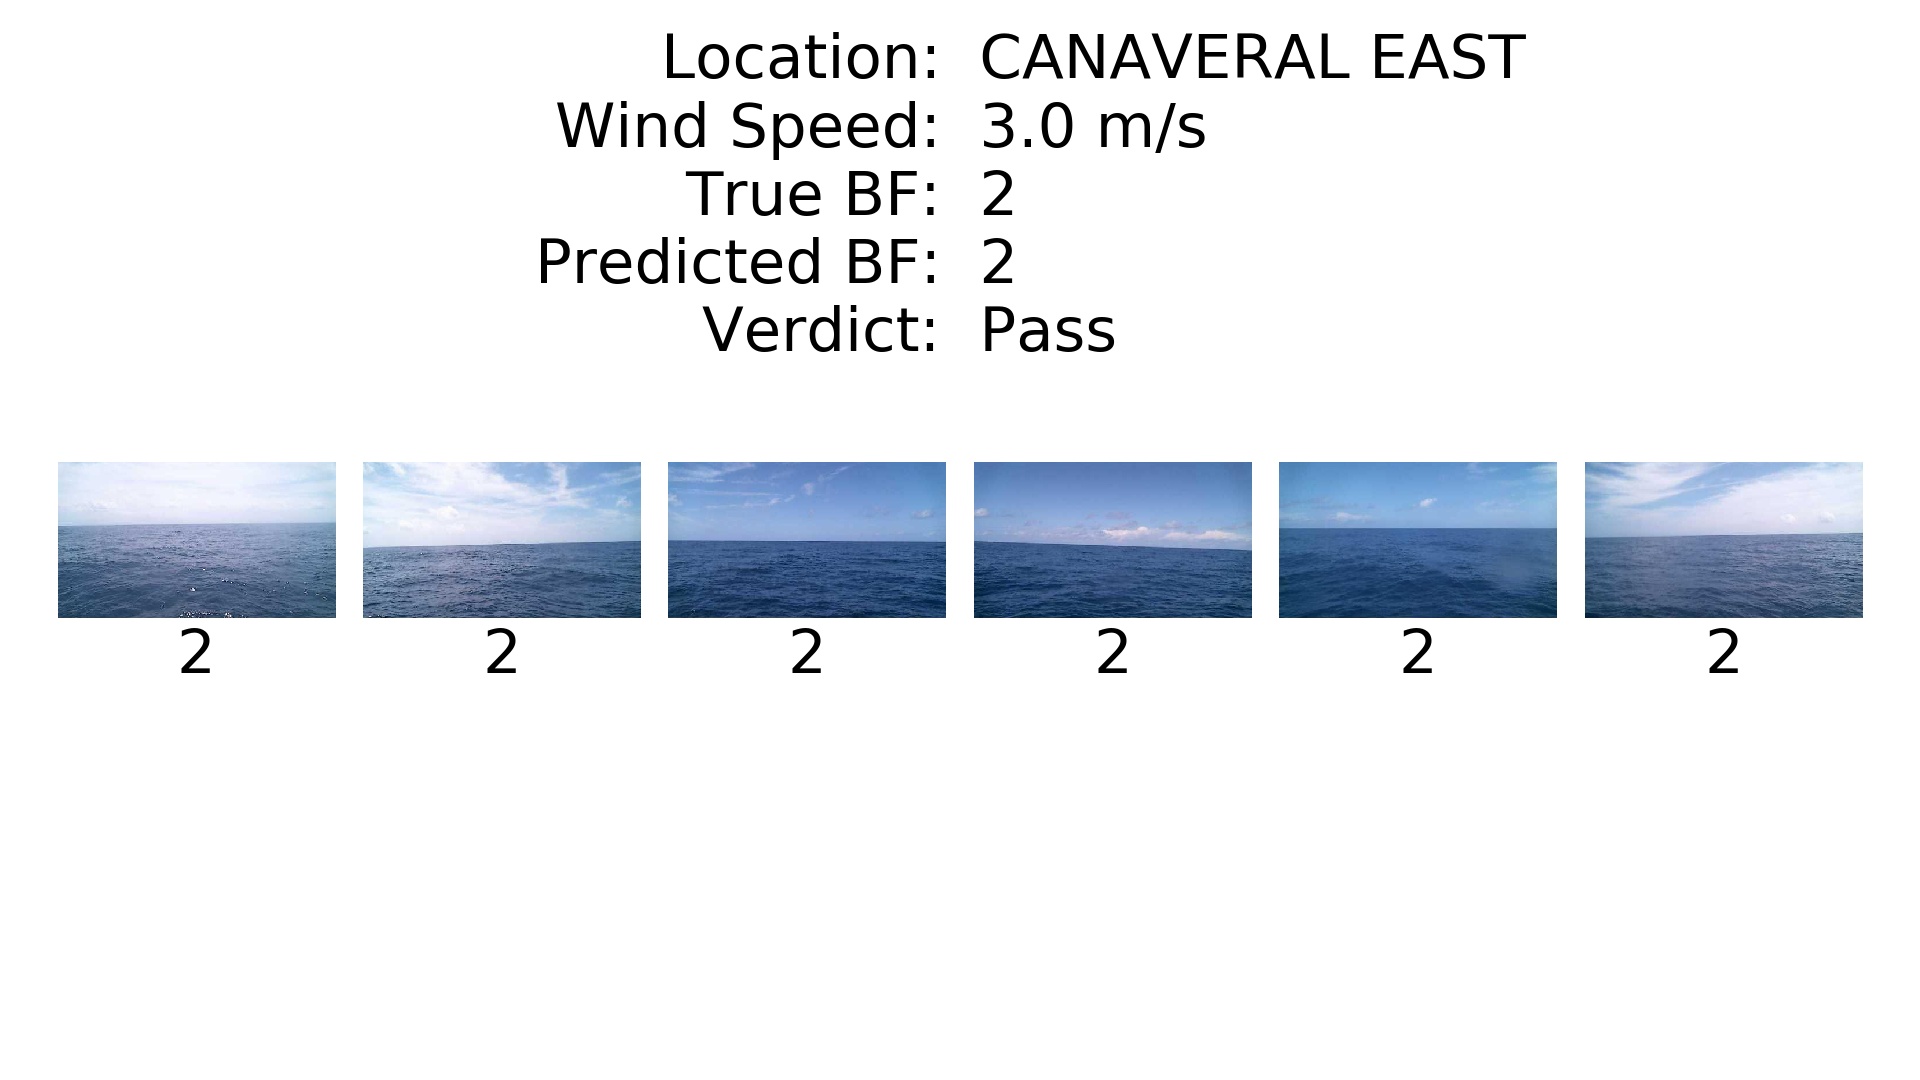 Location: CANAVERAL EAST
Wind Speed: 3.0 m/s
True BF: 2
Predicted BF: 2
Verdict: Pass
2 2 2 2 2 2